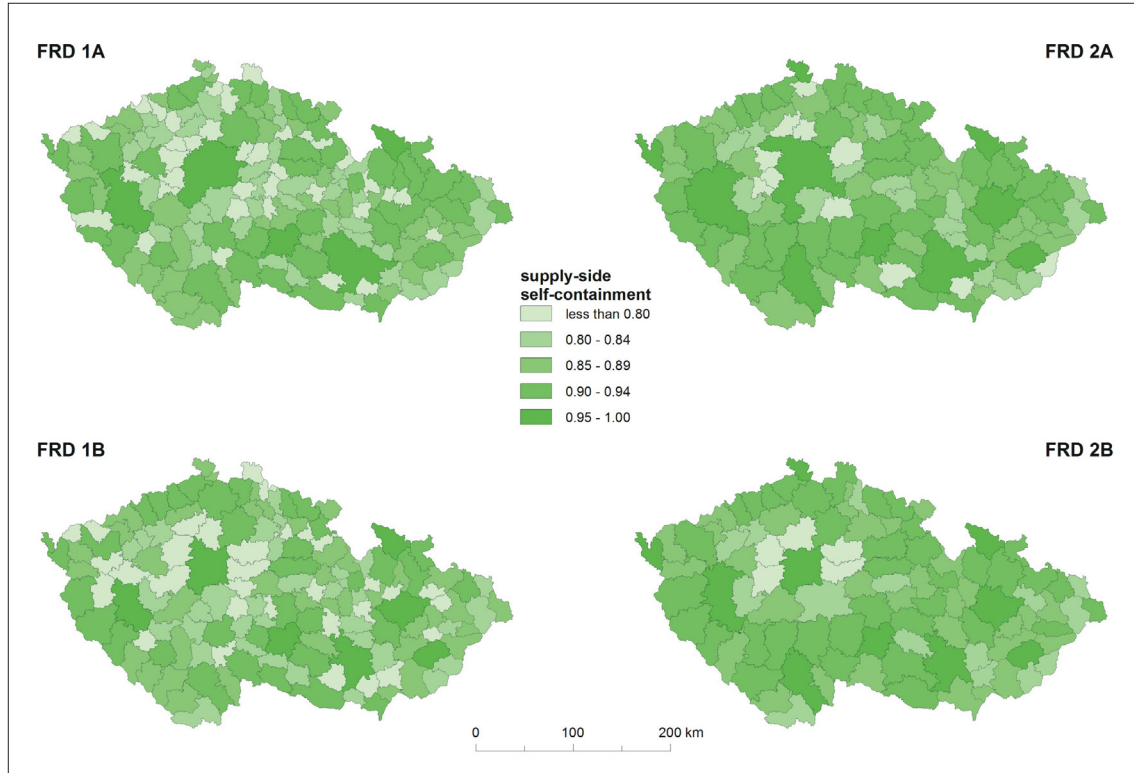 FRD 1A
FRD 2A
supply-side
self-containment
less than 0.80
0.80 - 0.84
0.85 - 0.89
0.90 - 0.94
0.95 - 1.00
FRD 1B
FRD 2B
0 100 200 km